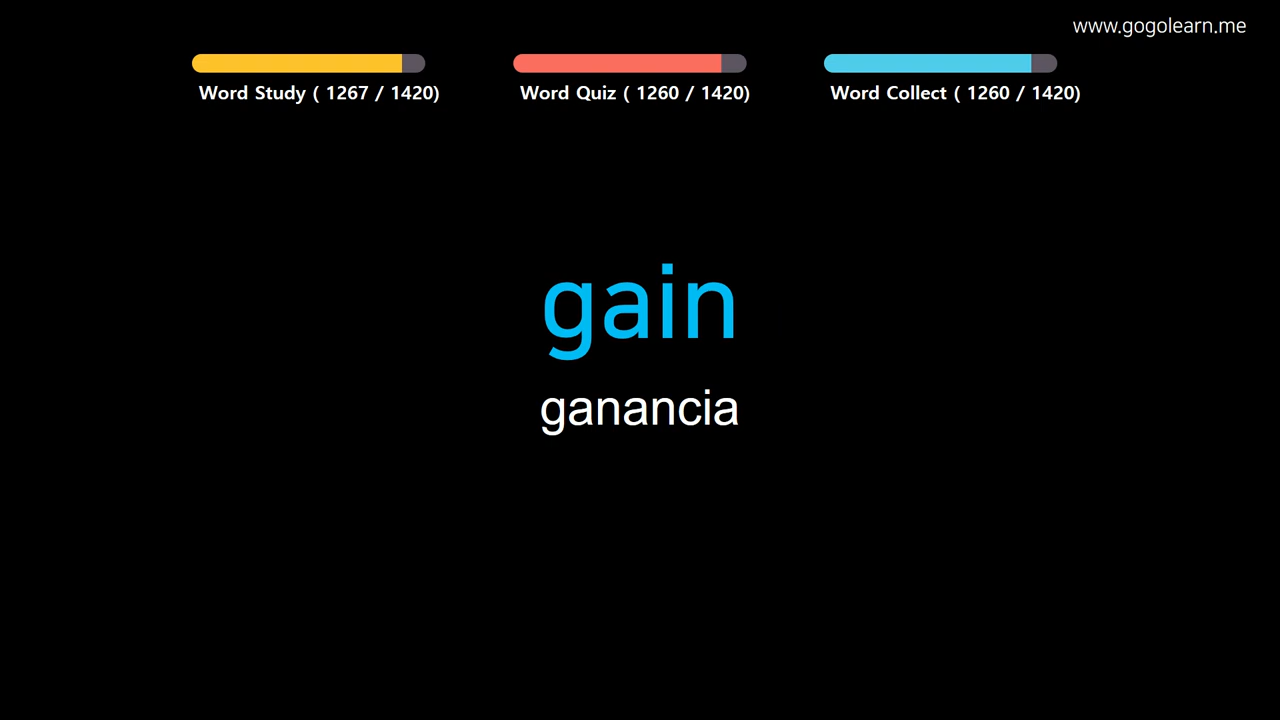 www.gogolearn.me
Word Study ( 1267 / 1420)
Word Quiz ( 1260 / 1420)
Word Collect ( 1260 / 1420)
gain
ganancia